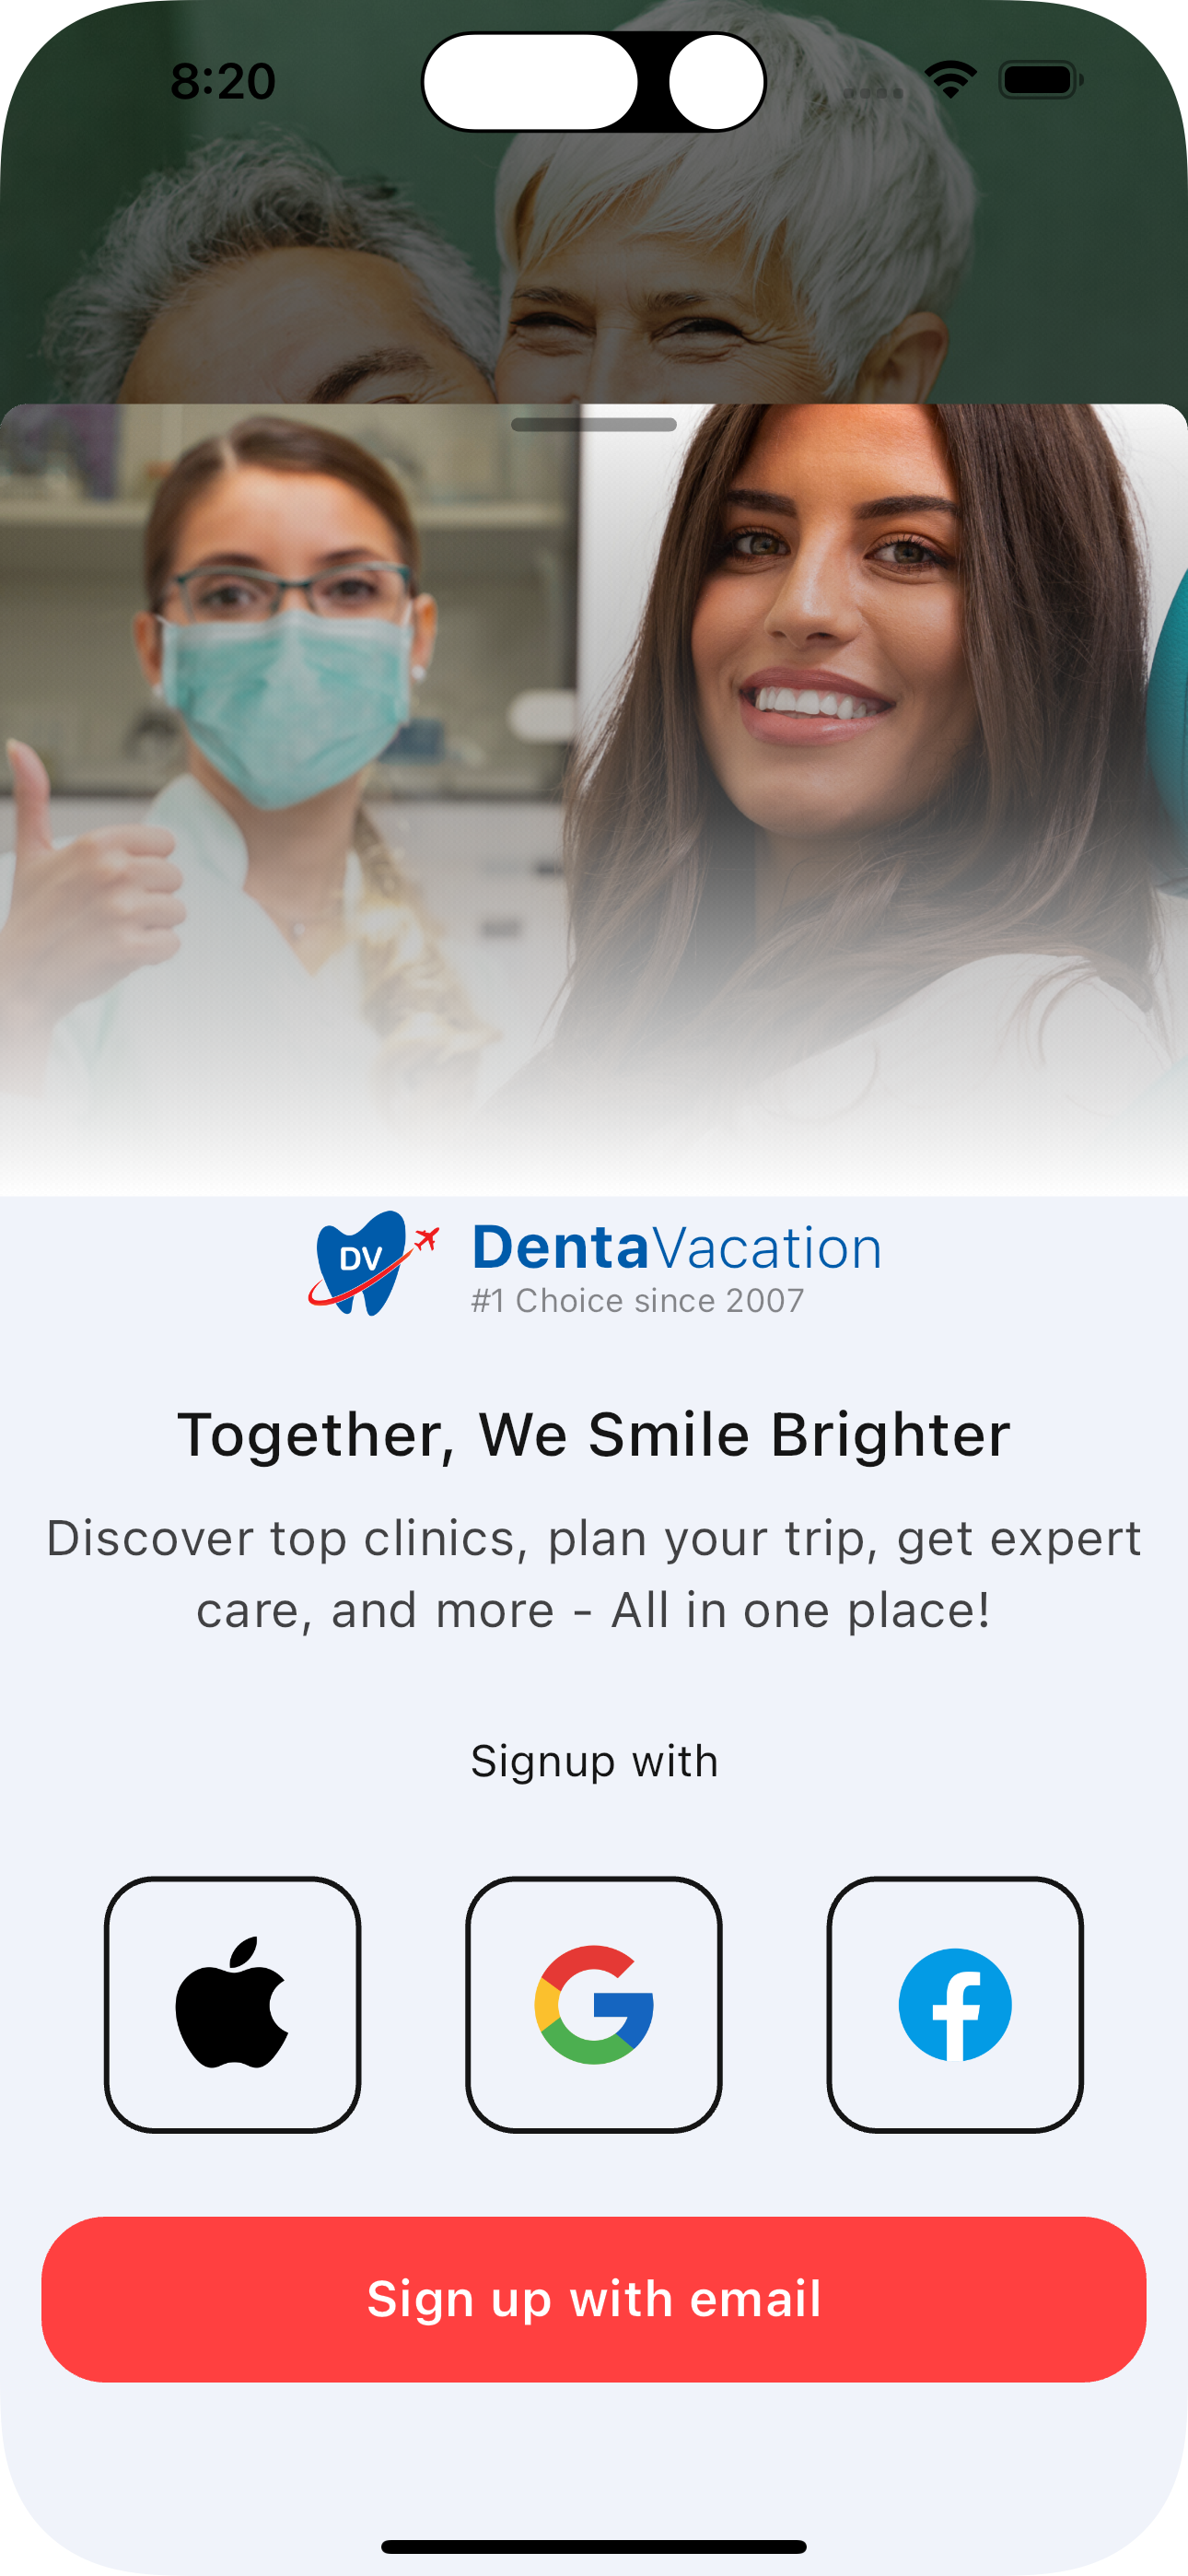 8:20
DV
DentaVacation
#1 Choice since 2007
Together, We Smile Brighter
Discover top clinics, plan your trip, get expert
care, and more - All in one place!
Signup with
Sign up with email